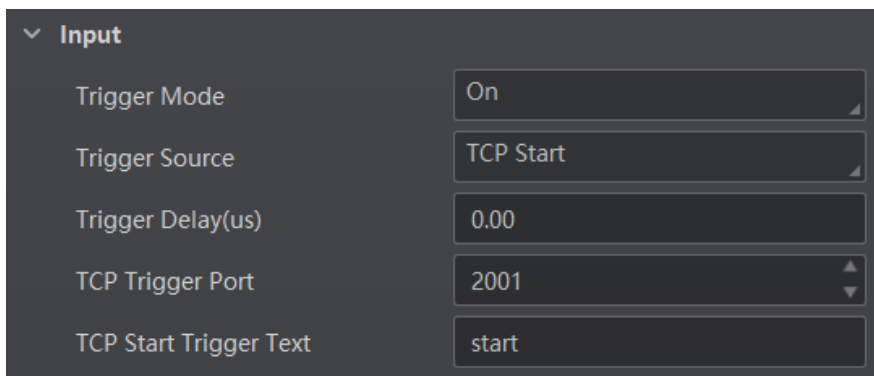 Input
Trigger Mode On
Trigger Source TCP Start
Trigger Delay(us) 0.00
TCP Trigger Port 2001
TCP Start Trigger Text start